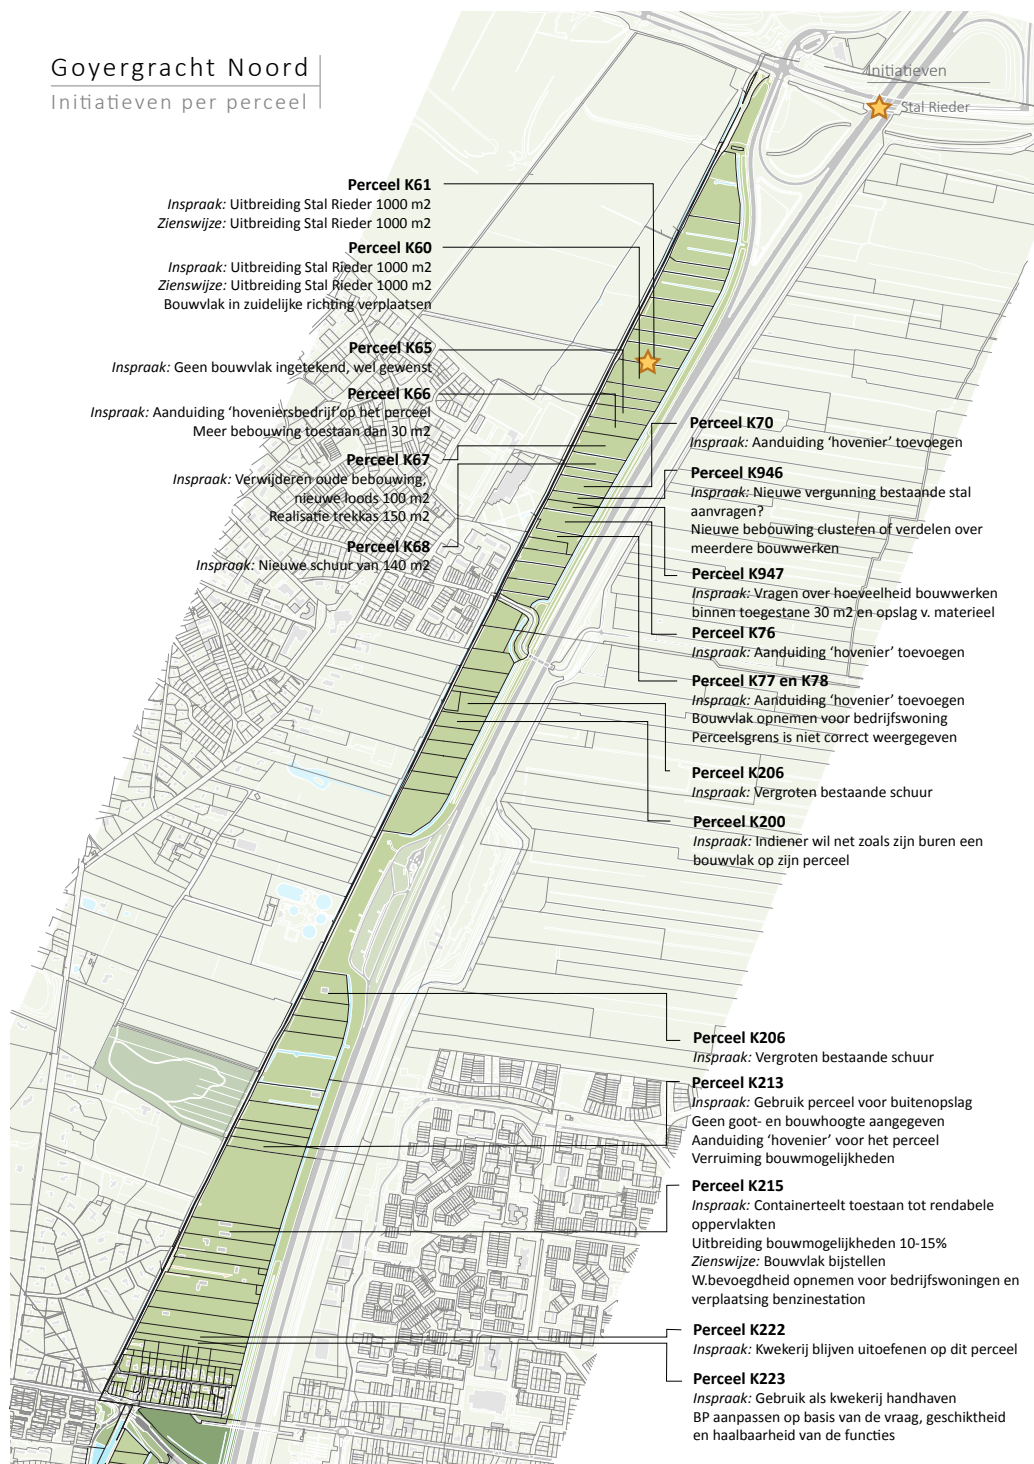 Goyergracht Noord
Initiatieven per perceel
Initiatieven
Stal Rieder
Perceel K61
Inspraak: Uitbreiding Stal Rieder 1000 m2
Zienswijze: Uitbreiding Stal Rieder 1000 m2
Perceel K60
Inspraak: Uitbreiding Stal Rieder 1000 m2
Zienswijze: Uitbreiding Stal Rieder 1000 m2
Bouwvlak in zuidelijke richting verplaatsen
Perceel K65
Inspraak: Geen bouwvlak ingetekend, wel gewenst
Perceel K66
Inspraak: Aanduiding ‘hoveniersbedrijf’op het perceel
Meer bebouwing toestaan dan 30 m2
Perceel K67
Inspraak: Verwijderen oude bebouwing,
nieuwe loods 100 m2
Realisatie trekkas 150 m2
Perceel K68
Inspraak: Nieuwe schuur van 140 m2
Perceel K70
Inspraak: Aanduiding ‘hovenier’ toevoegen
Perceel K946
Inspraak: Nieuwe vergunning bestaande stal
aanvragen?
Nieuwe bebouwing clusteren of verdelen over
meerdere bouwwerken
Perceel K947
Inspraak: Vragen over hoeveelheid bouwwerken
binnen toegestane 30 m2 en opslag v. materieel
Perceel K76
Inspraak: Aanduiding ‘hovenier’ toevoegen
Perceel K77 en K78
Inspraak: Aanduiding ‘hovenier’ toevoegen
Bouwvlak opnemen voor bedrijfswoning
Perceelsgrens is niet correct weergegeven
Perceel K206
Inspraak: Vergroten bestaande schuur
Perceel K200
Inspraak: Indiener wil net zoals zijn buren een
bouwvlak op zijn perceel
Perceel K206
Inspraak: Vergroten bestaande schuur
Perceel K213
Inspraak: Gebruik perceel voor buitenopslag
Geen goot- en bouwhoogte aangegeven
Aanduiding ‘hovenier’ voor het perceel
Verruiming bouwmogelijkheden
Perceel K215
Inspraak: Containerteelt toestaan tot rendabele
oppervlakten
Uitbreiding bouwmogelijkheden 10-15%
Zienswijze: Bouwvlak bijstellen
W.bevoegdheid opnemen voor bedrijfswoningen en
verplaatsing benzinestation
Perceel K222
Inspraak: Kwekerij blijven uitoefenen op dit perceel
Perceel K223
Inspraak: Gebruik als kwekerij handhaven
BP aanpassen op basis van de vraag, geschiktheid
en haalbaarheid van de functies